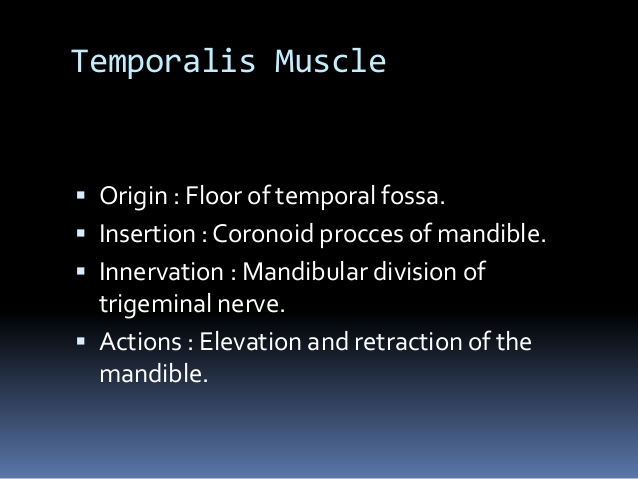 Temporalis Muscle
▪ Origin : Floor of temporal fossa.
▪ Insertion : Coronoid procces of mandible.
▪ Innervation : Mandibular division of
trigeminal nerve.
▪ Actions : Elevation and retraction of the
mandible.